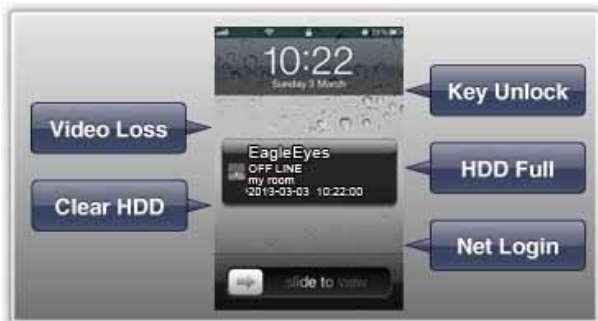 10:22
Sunday 3 March
Key Unlock
Video Loss
EagleEyes
OFF LINE
my room
2013-03-03 10:22:00
HDD Full
Clear HDD
Net Login
slide to view